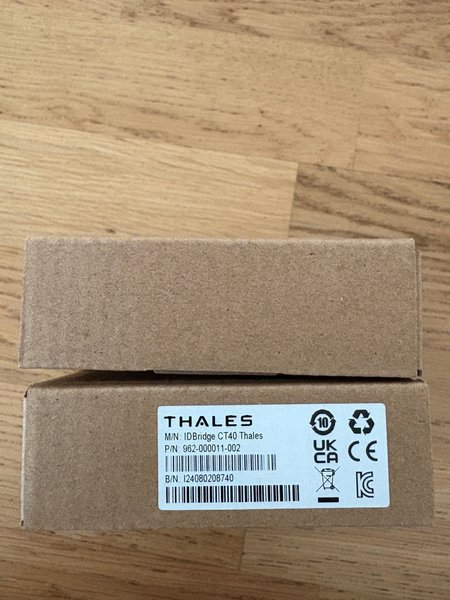 THALES
M/N: IDBridge CT40 Thales
P/N: 962-000011-002
B/N: I24080208740
10
UK
CA
CE